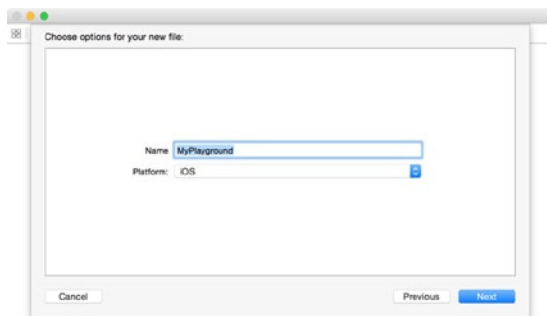 Choose options for your new file:
Name MyPlayground
Platform: iOS
Cancel Previous Next